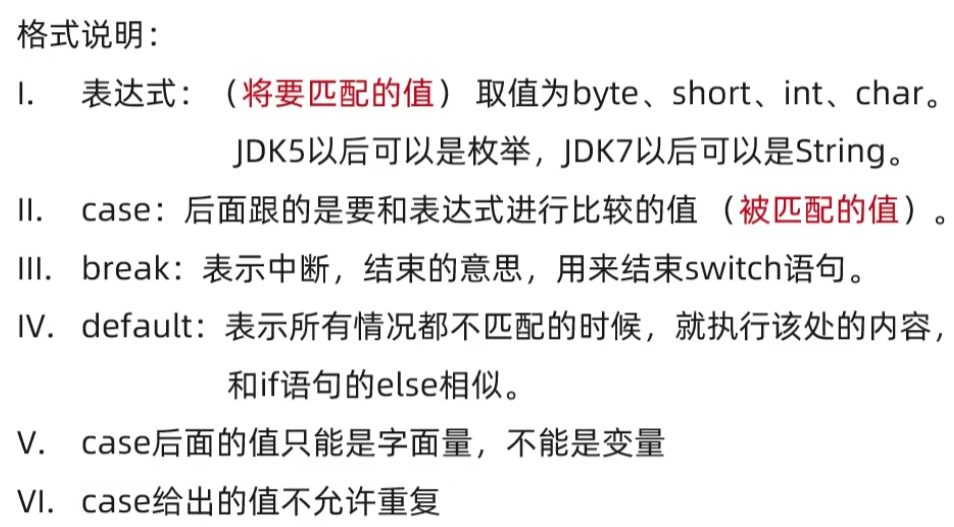 格式说明：
I. 表达式：（将要匹配的值）取值为byte、short、int、char。
JDK5以后可以是枚举，JDK7以后可以是String。
II. case：后面跟的是要和表达式进行比较的值（被匹配的值）。
III. break：表示中断，结束的意思，用来结束switch语句。
IV. default：表示所有情况都不匹配的时候，就执行该处的内容，
和if语句的else相似。
V. case后面的值只能是字面量，不能是变量
VI. case给出的值不允许重复